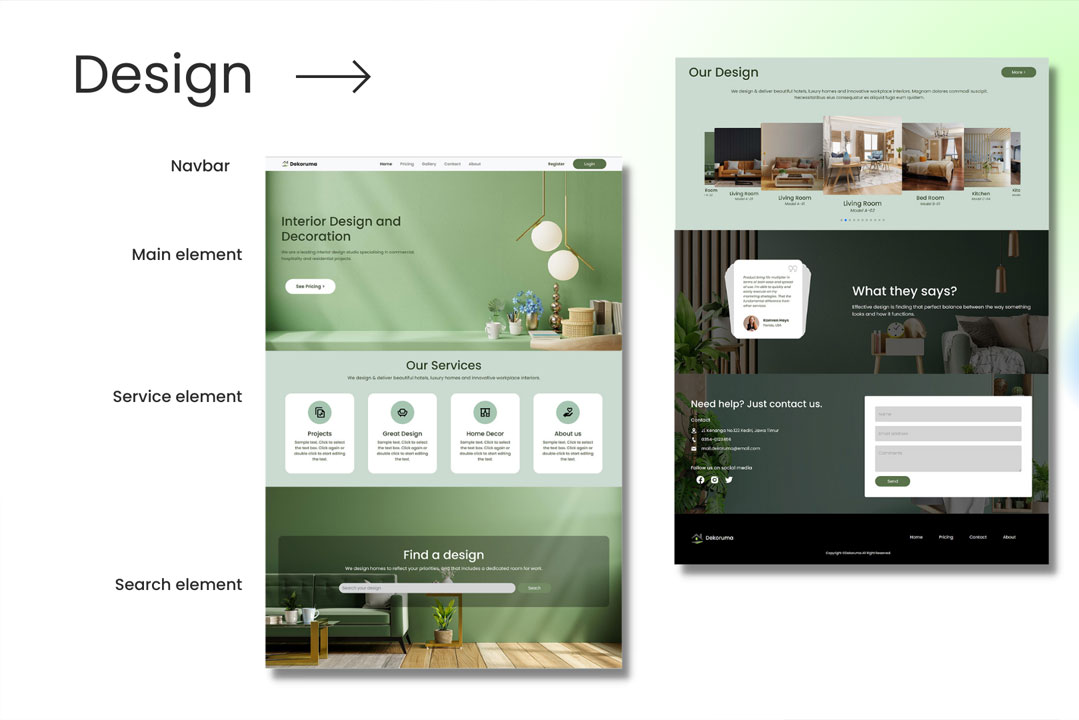 Design
Navbar
Main element
Service element
Search element
Dekoruma
Home Pricing Gallery Contact About
Register Login
Interior Design and
Decoration
We are a leading interior design studio specialising in commercial
hospitality and residential projects.
See Pricing >
Our Services
We design & deliver beautiful hotels, luxury homes and innovative workplace interiors.
Projects
Sample text. Click to select
the text box. Click again or
double click to start editing
the text.
Great Design
Sample text. Click to select
the text box. Click again or
double click to start editing
the text.
Home Decor
Sample text. Click to select
the text box. Click again or
double click to start editing
the text.
About us
Sample text. Click to select
the text box. Click again or
double click to start editing
the text.
Find a design
We design homes to reflect your priorities, and that includes a dedicated room for work.
Search your design
Our Design
More >
We design & deliver beautiful hotels, luxury homes and innovative workplace interiors. Magnam dolores commodi suscipit.
Necessitatibus eius consequatur ex aliquid fuga eum quidem.
Room
Living Room
Living Room
Model A-01
Living Room
Model A-02
Bed Room
Model B-01
Kitchen
Kitc
What they says?
Effective design is finding that perfect balance between the way something
looks and how it functions.
Need help? Just contact us.
Contact
Jl. Kenanga No.322 Kediri, Jawa Timur
mail.dekoruma@email.com
Follow us on social media
Name
Email address
Comments
Send
Dekoruma
Home Pricing Contact About
Copyright ©Dekoruma All Right Reserved